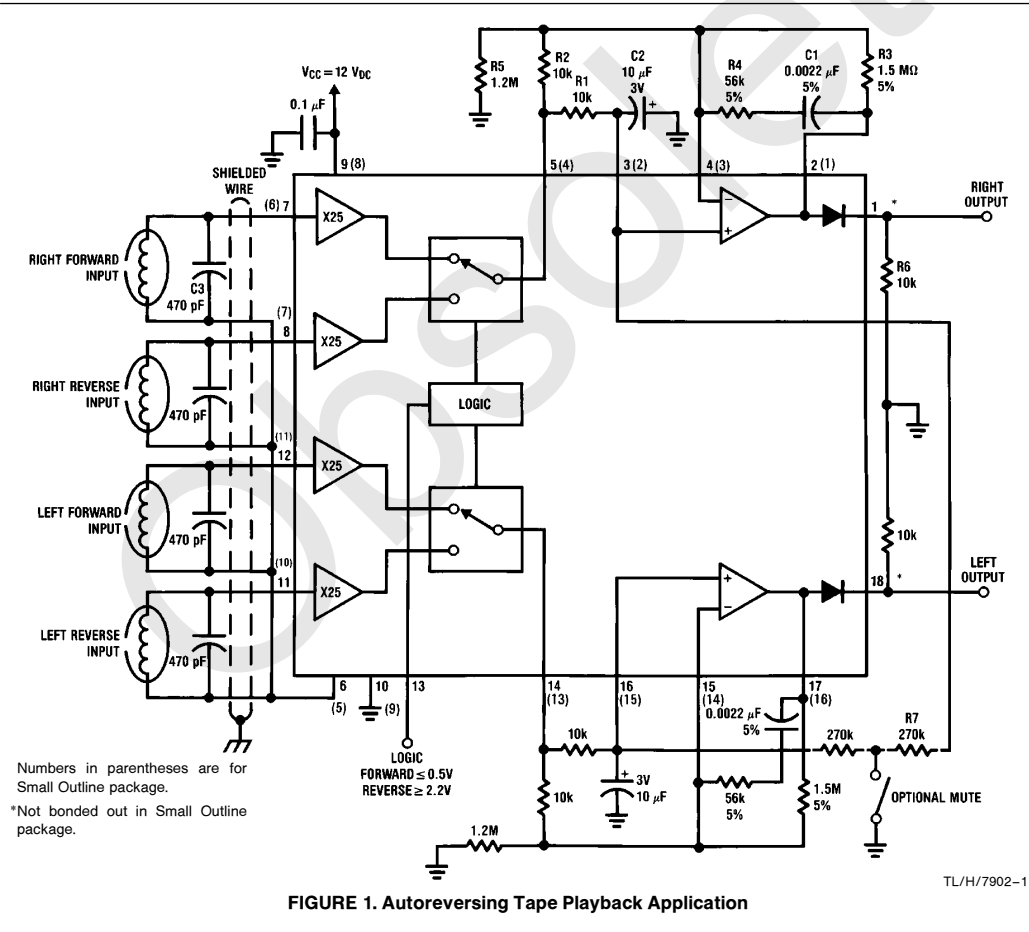 R5
1.2M
R2
10k
R1
10k
C2
10 μF
3V
+
R4
56k
5%
C1
0.0022 μF
5%
R3
1.5 MΩ
5%
VCC = 12 VDC
0.1 μF
9 (8)
5 (4)
3 (2)
4 (3)
2 (1)
SHIELDED
WIRE
(6) 7
X25
RIGHT FORWARD
INPUT
C3
470 pF
(7)
8
X25
RIGHT REVERSE
INPUT
470 pF
(11)
12
X25
LEFT FORWARD
INPUT
470 pF
(10)
11
X25
LEFT REVERSE
INPUT
470 pF
LOGIC
−
+
1 *
RIGHT
OUTPUT
R6
10k
10k
+
−
18 *
LEFT
OUTPUT
6
(5)
10
(9)
13
14
(13)
16
(15)
15
(14)
17
(16)
LOGIC
FORWARD ≤ 0.5V
REVERSE ≥ 2.2V
10k
10k
+
3V
10 μF
0.0022 μF
5%
56k
5%
1.5M
5%
270k
R7
270k
OPTIONAL MUTE
1.2M
Numbers in parentheses are for
Small Outline package.
*Not bonded out in Small Outline
package.
TL/H/7902–1
FIGURE 1. Autoreversing Tape Playback Application
Obsolet